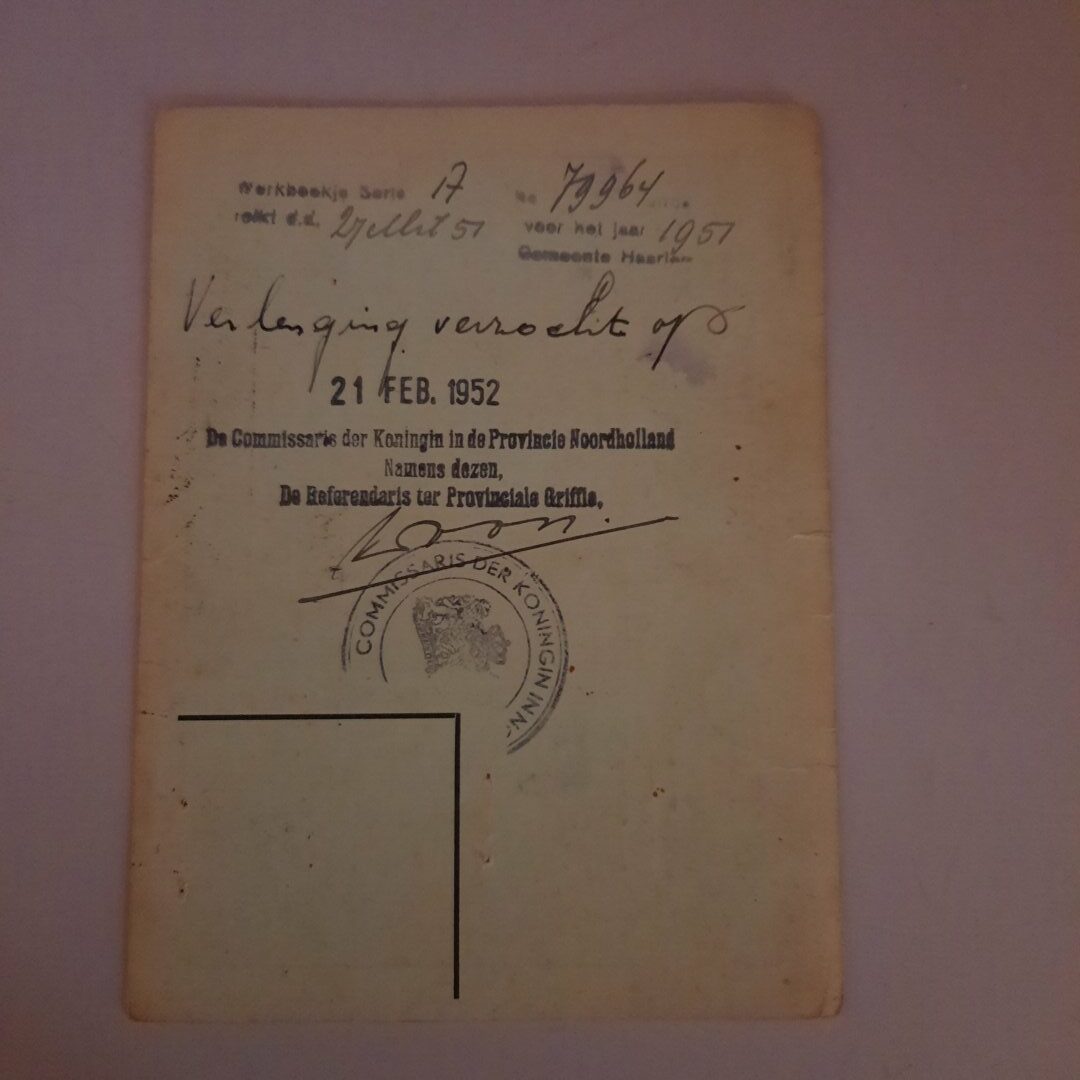 Werkboekje Serie 17 No 79964
reikt d.d. 27 Mrt 51 voor het jaar 1951
Gemeente Haarlem
Verlenging verzocht op
21 FEB. 1952
De Commissaris der Koningin in de Provincie Noordholland
Namens dezen,
De Referendaris ter Provinciale Griffie,
COMMISSARIS DER KONINGIN IN N